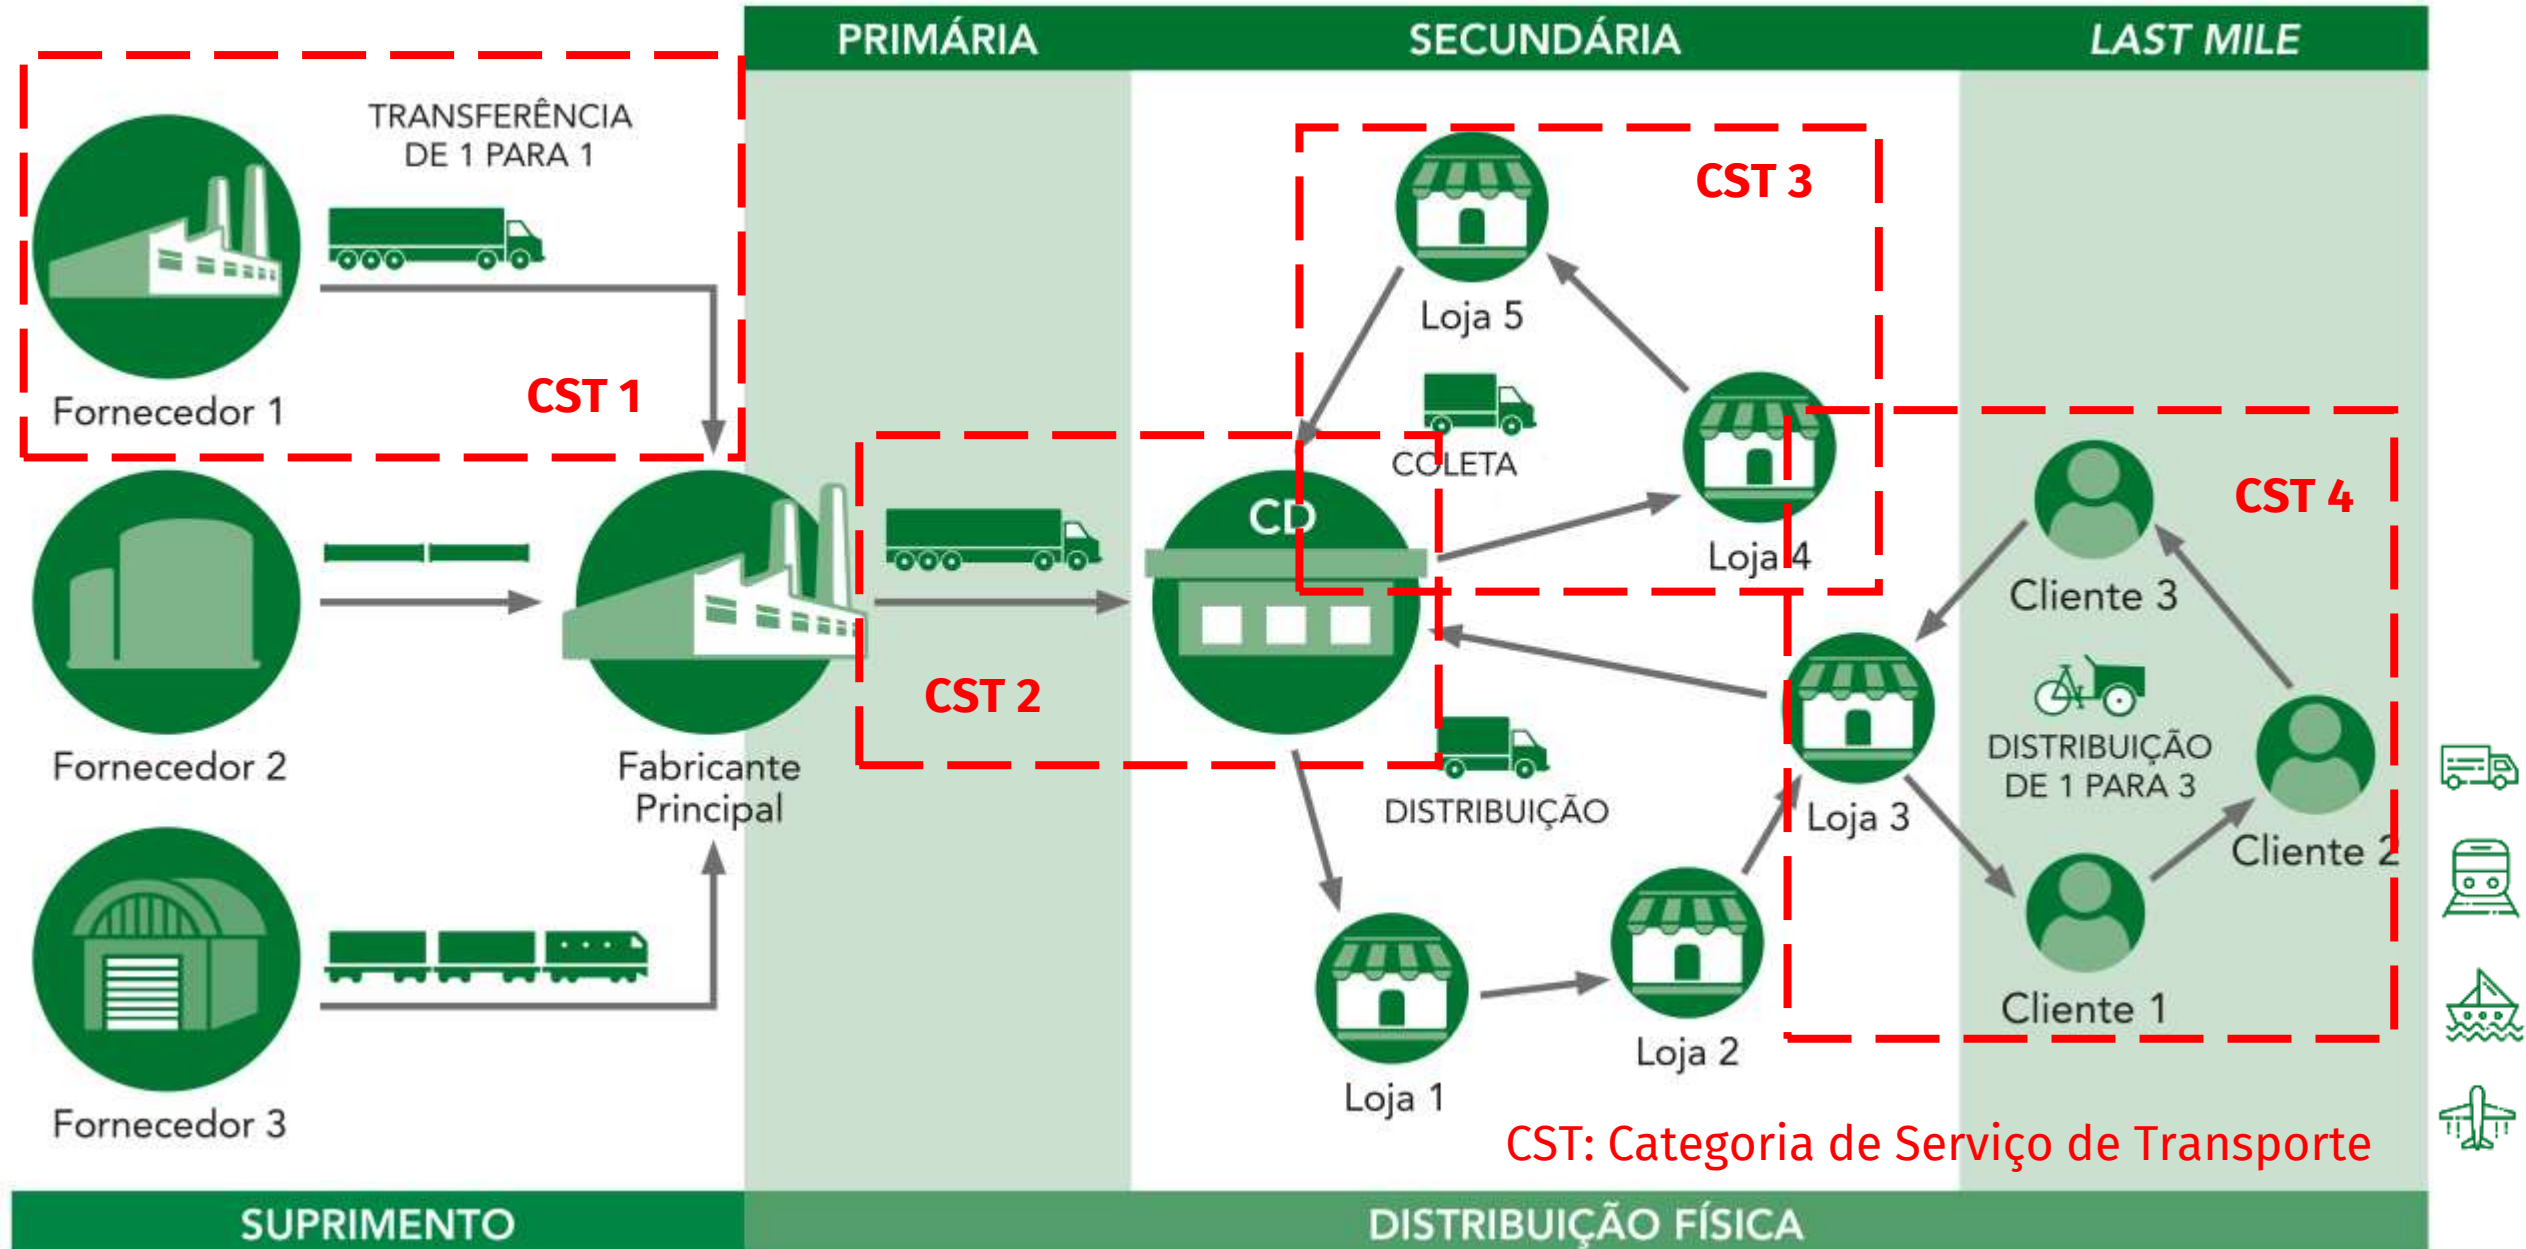 PRIMÁRIA
SECUNDÁRIA
LAST MILE
TRANSFERÊNCIA
DE 1 PARA 1
CST 1
Fornecedor 1
Fornecedor 2
Fornecedor 3
Fabricante
Principal
CST 2
CD
CST 3
Loja 5
COLETA
Loja 4
DISTRIBUIÇÃO
Loja 3
Loja 2
Loja 1
CST 4
Cliente 3
DISTRIBUIÇÃO
DE 1 PARA 3
Cliente 2
Cliente 1
CST: Categoria de Serviço de Transporte
SUPRIMENTO
DISTRIBUIÇÃO FÍSICA